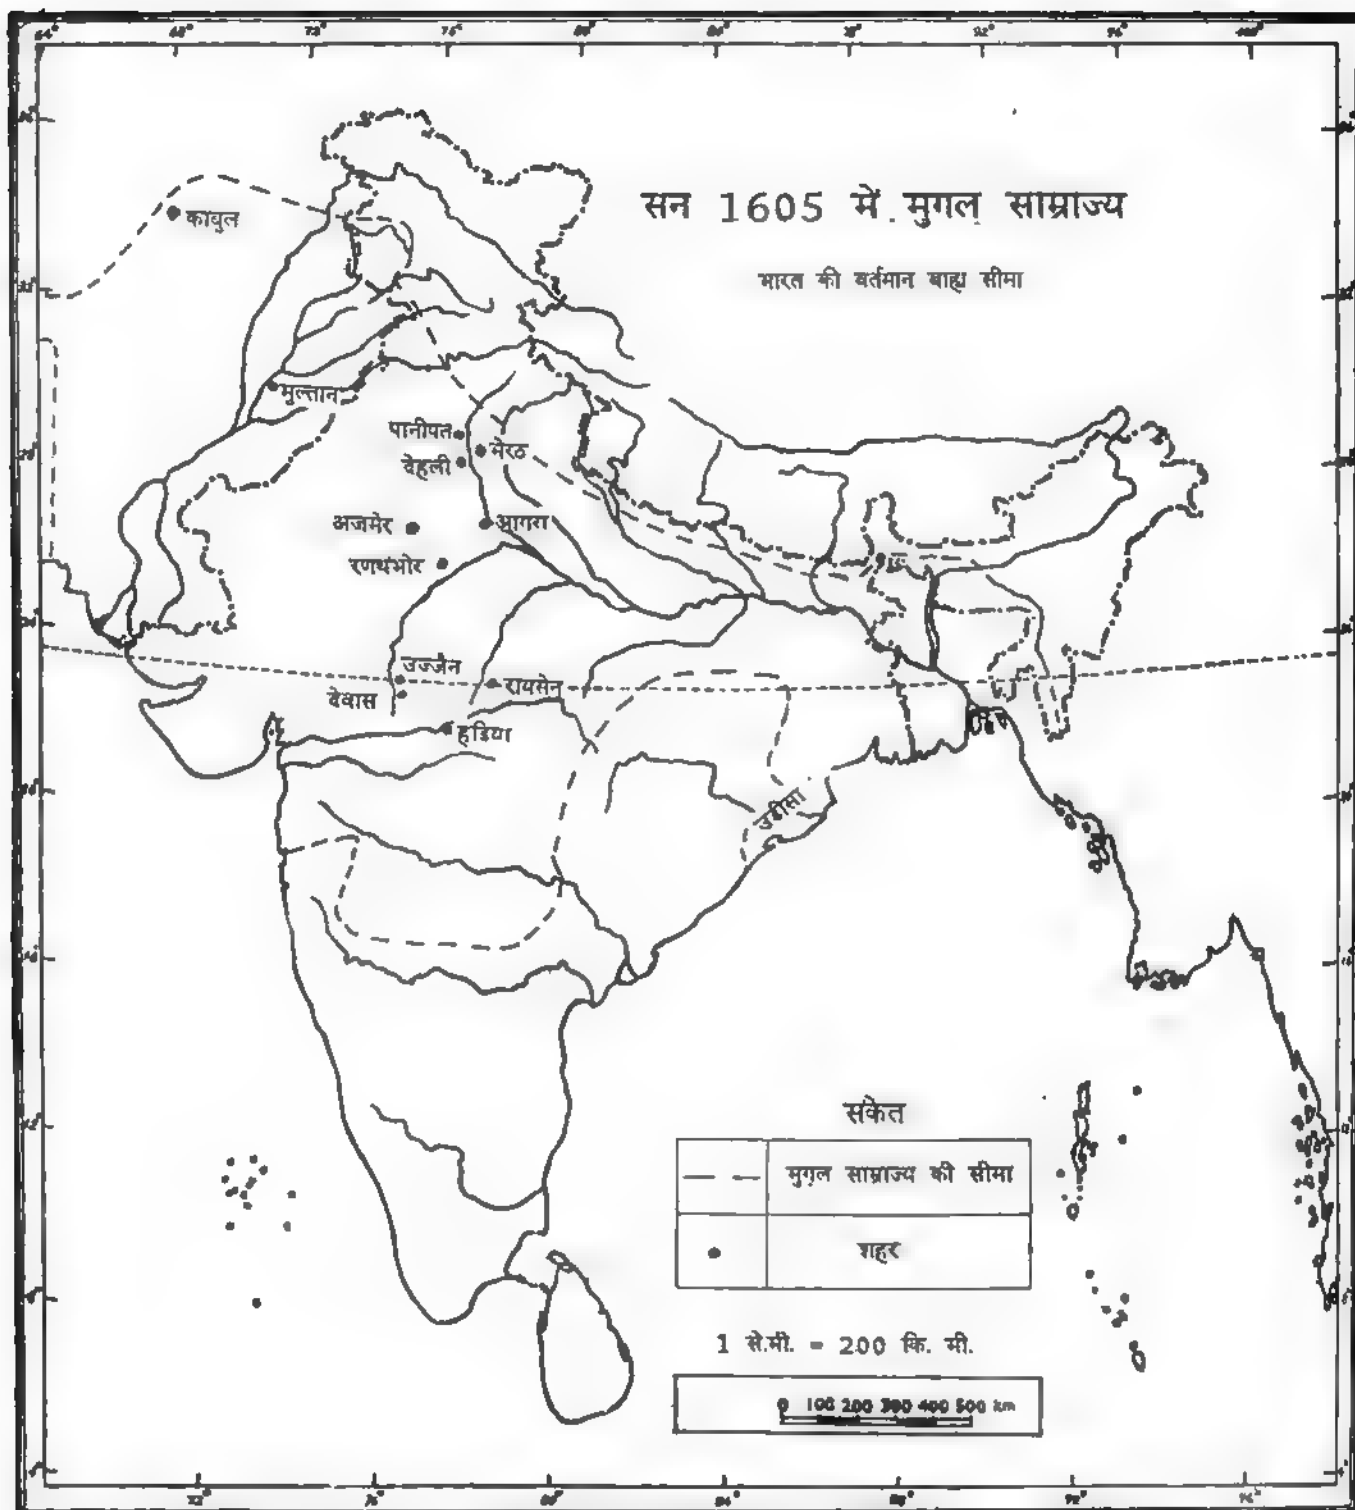 सन 1605 में मुगल साम्राज्य
भारत की वर्तमान बाह्य सीमा
काबुल
मुल्तान
पानीपत
मेरठ
देहली
अजमेर
आगरा
रणथंभोर
उज्जैन
देवास
रायसेन
हंडिया
उड़ीसा
संकेत
मुग़ल साम्राज्य की सीमा
शहर
1 से.मी. = 200 कि. मी.
0 100 200 300 400 500 km